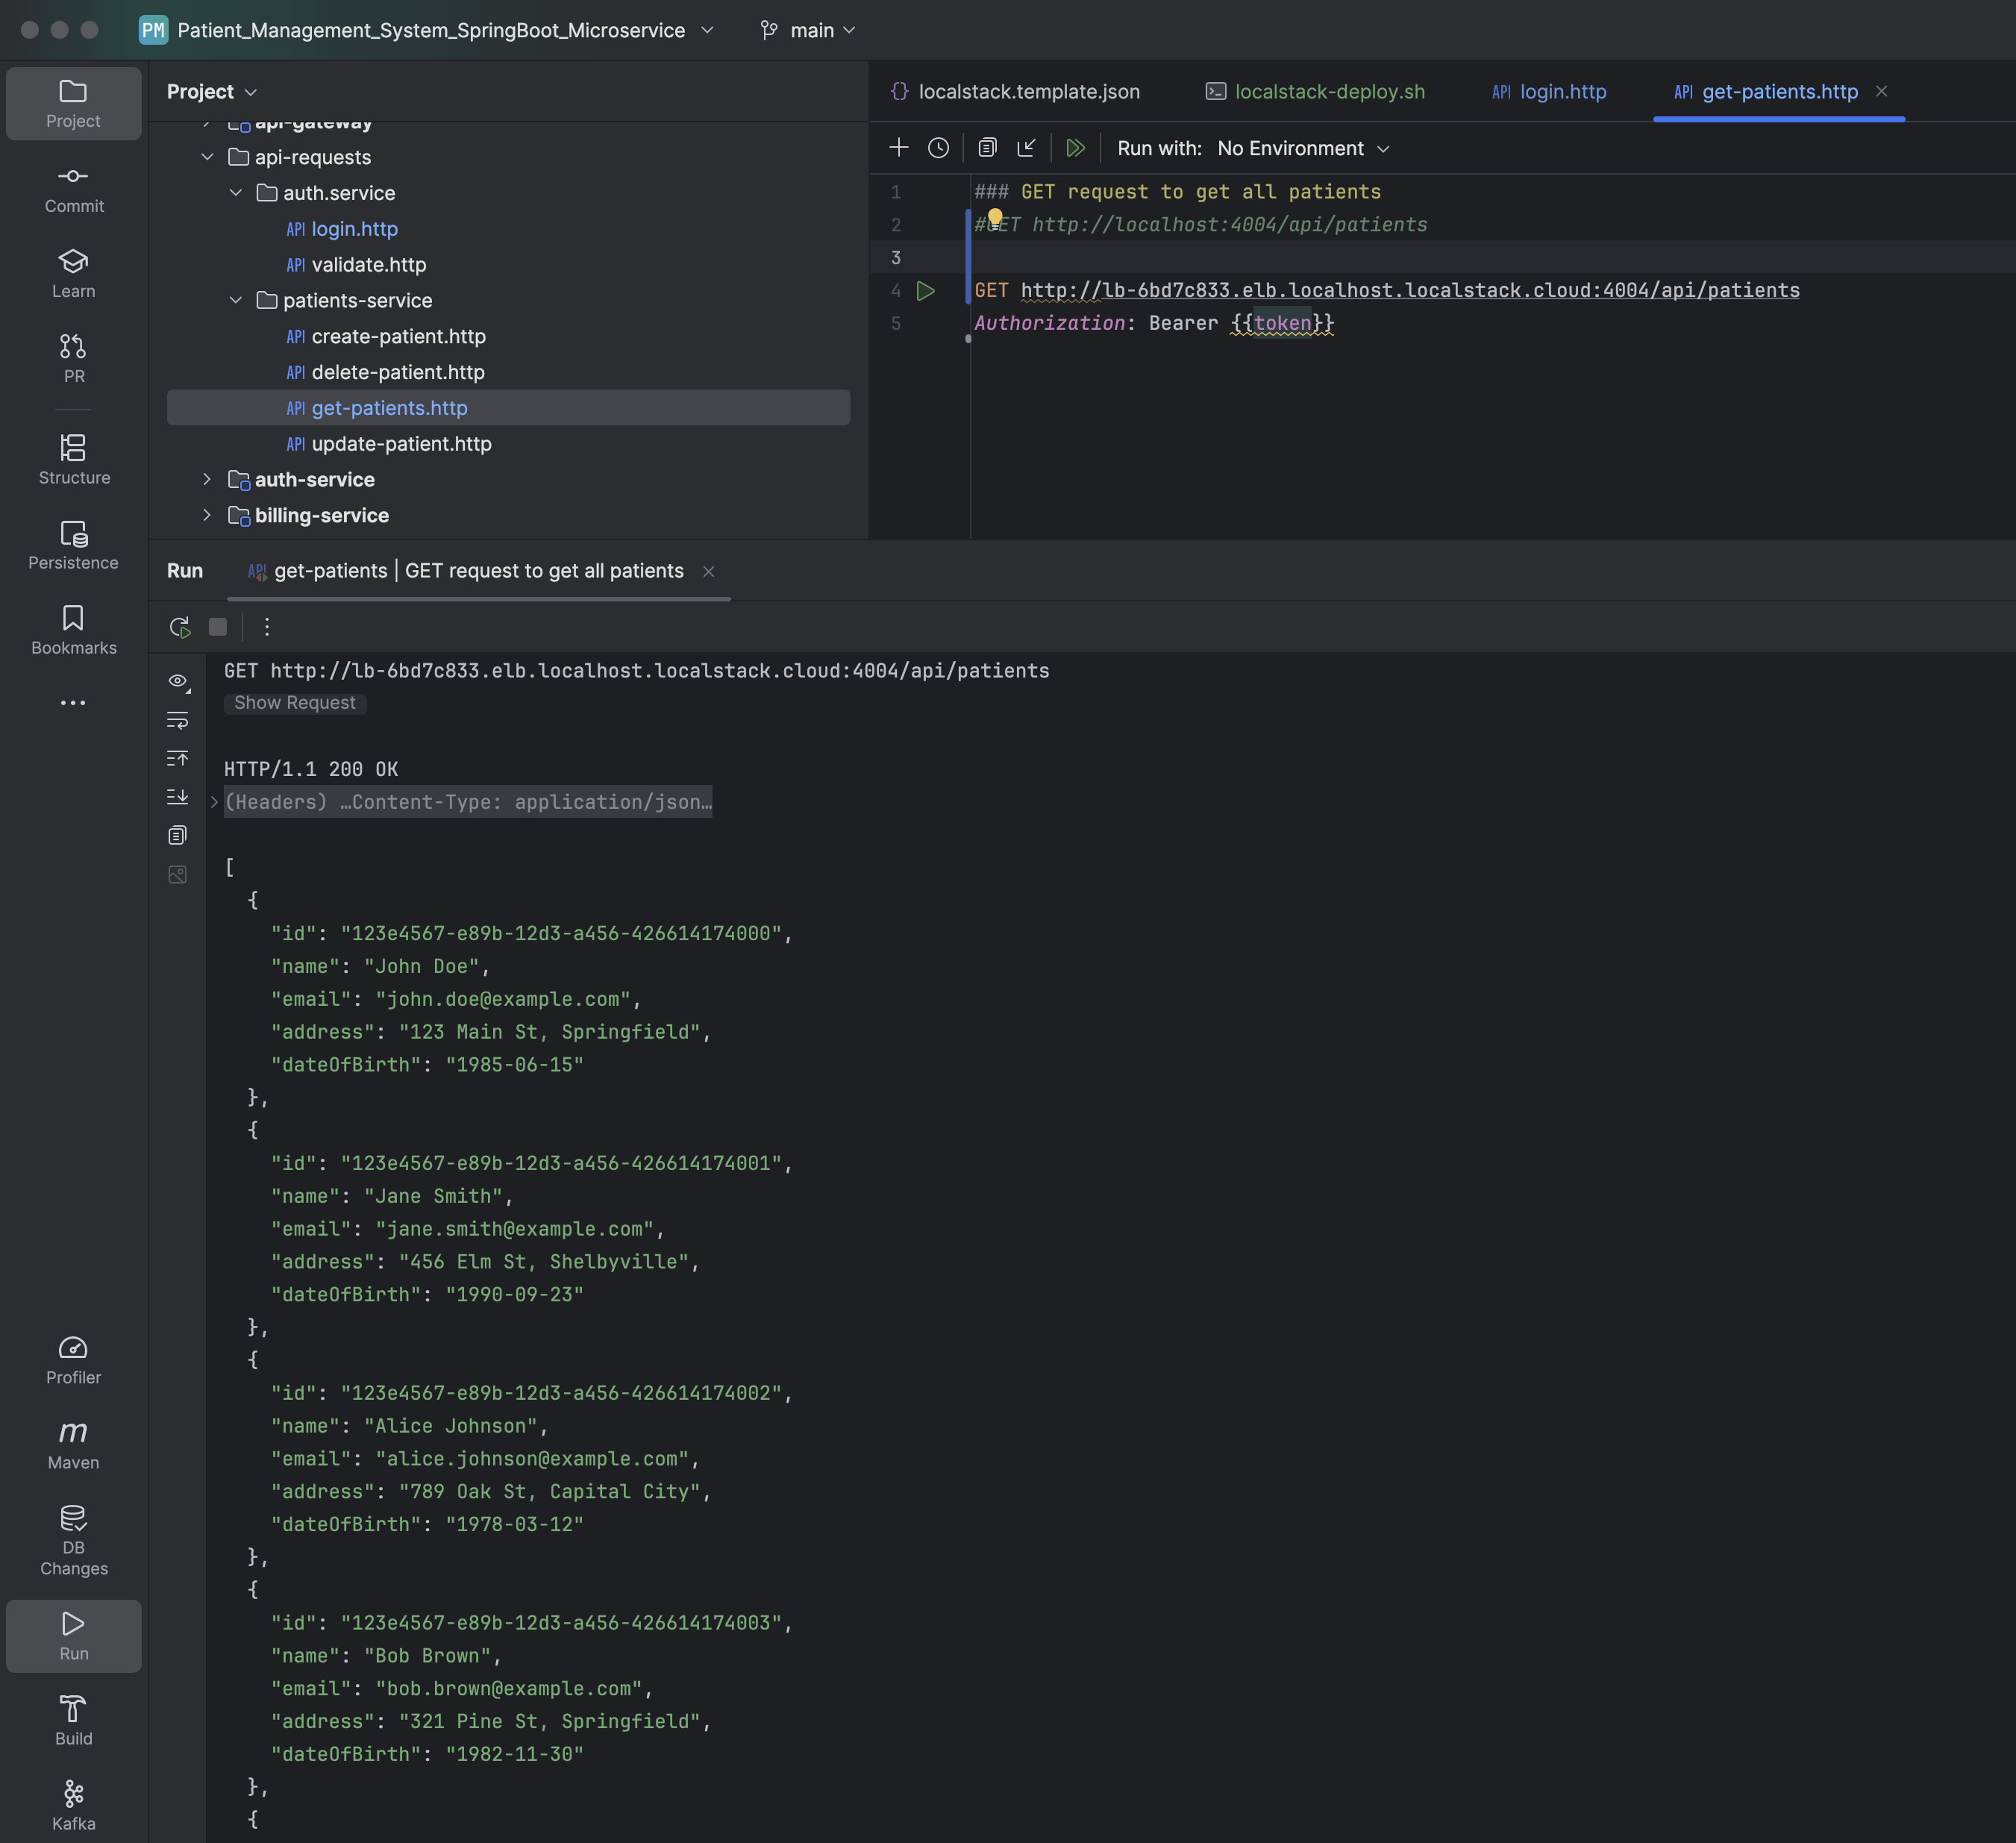 PM Patient_Management_System_SpringBoot_Microservice main
Project
Commit
Learn
PR
Structure
Persistence
Bookmarks
Profiler
Maven
DB
Changes
Run
Build
Kafka
Project
api-gateway
api-requests
auth.service
API login.http
API validate.http
patients-service
API create-patient.http
API delete-patient.http
API get-patients.http
API update-patient.http
auth-service
billing-service
{} localstack.template.json localstack-deploy.sh API login.http API get-patients.http
Run with: No Environment
1 ### GET request to get all patients
2 #GET http://localhost:4004/api/patients
3
4 GET http://lb-6bd7c833.elb.localhost.localstack.cloud:4004/api/patients
5 Authorization: Bearer {{token}}
Run API get-patients | GET request to get all patients
GET http://lb-6bd7c833.elb.localhost.localstack.cloud:4004/api/patients
Show Request
HTTP/1.1 200 OK
(Headers) …Content-Type: application/json…
[
{
"id": "123e4567-e89b-12d3-a456-426614174000",
"name": "John Doe",
"email": "john.doe@example.com",
"address": "123 Main St, Springfield",
"dateOfBirth": "1985-06-15"
},
{
"id": "123e4567-e89b-12d3-a456-426614174001",
"name": "Jane Smith",
"email": "jane.smith@example.com",
"address": "456 Elm St, Shelbyville",
"dateOfBirth": "1990-09-23"
},
{
"id": "123e4567-e89b-12d3-a456-426614174002",
"name": "Alice Johnson",
"email": "alice.johnson@example.com",
"address": "789 Oak St, Capital City",
"dateOfBirth": "1978-03-12"
},
{
"id": "123e4567-e89b-12d3-a456-426614174003",
"name": "Bob Brown",
"email": "bob.brown@example.com",
"address": "321 Pine St, Springfield",
"dateOfBirth": "1982-11-30"
},
{